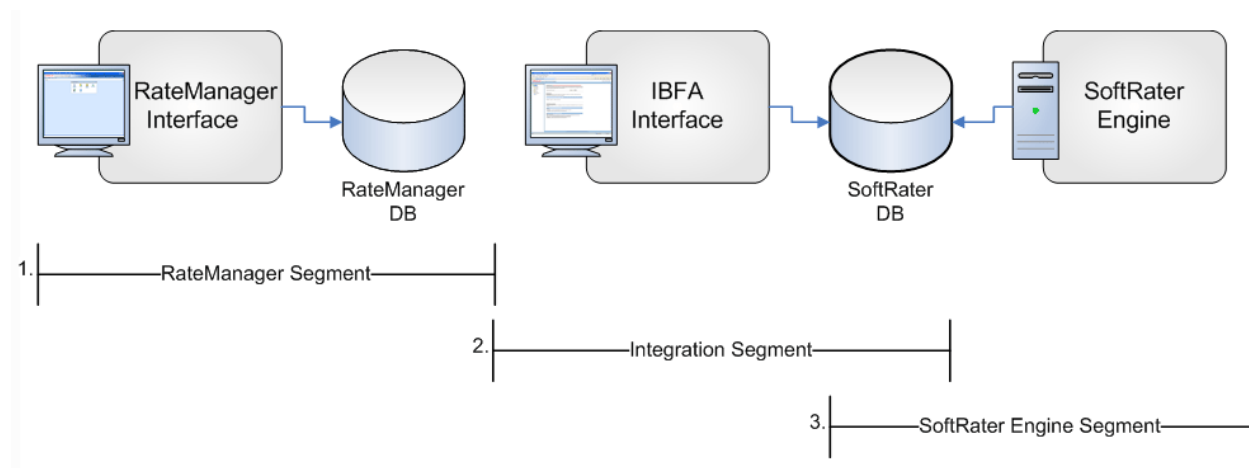 RateManager
Interface
IBFA
Interface
SoftRater
Engine
RateManager
DB
SoftRater
DB
1.
RateManager Segment
2.
Integration Segment
3.
SoftRater Engine Segment